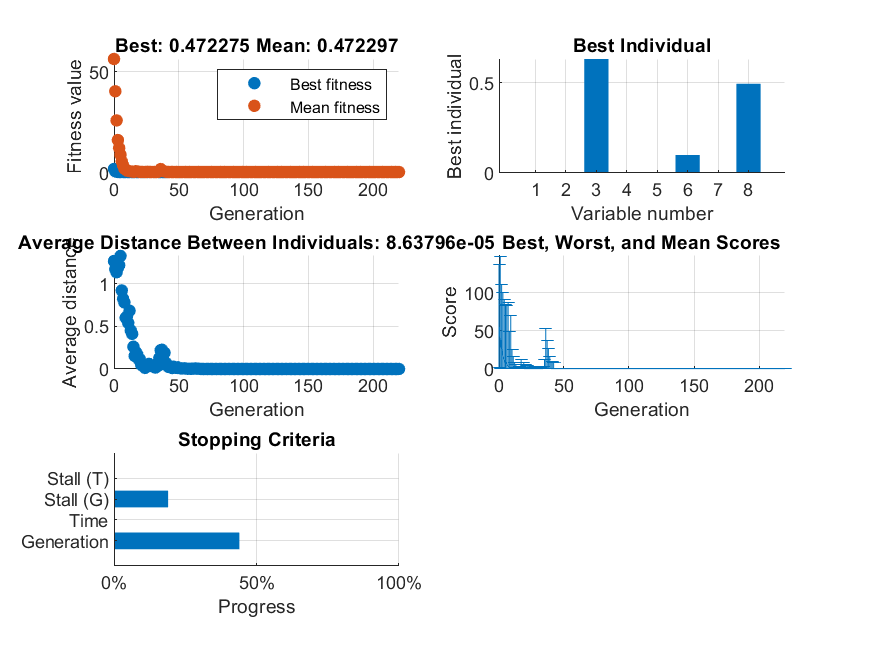 Best: 0.472275 Mean: 0.472297
Fitness value
50
0
Best fitness
Mean fitness
0 50 100 150 200
Generation
Best Individual
Best individual
0.5
0
1 2 3 4 5 6 7 8
Variable number
Average Distance Between Individuals: 8.63796e-05
Average distance
1
0.5
0
0 50 100 150 200
Generation
Best, Worst, and Mean Scores
Score
100
50
0
0 50 100 150 200
Generation
Stopping Criteria
Stall (T)
Stall (G)
Time
Generation
0% 50% 100%
Progress